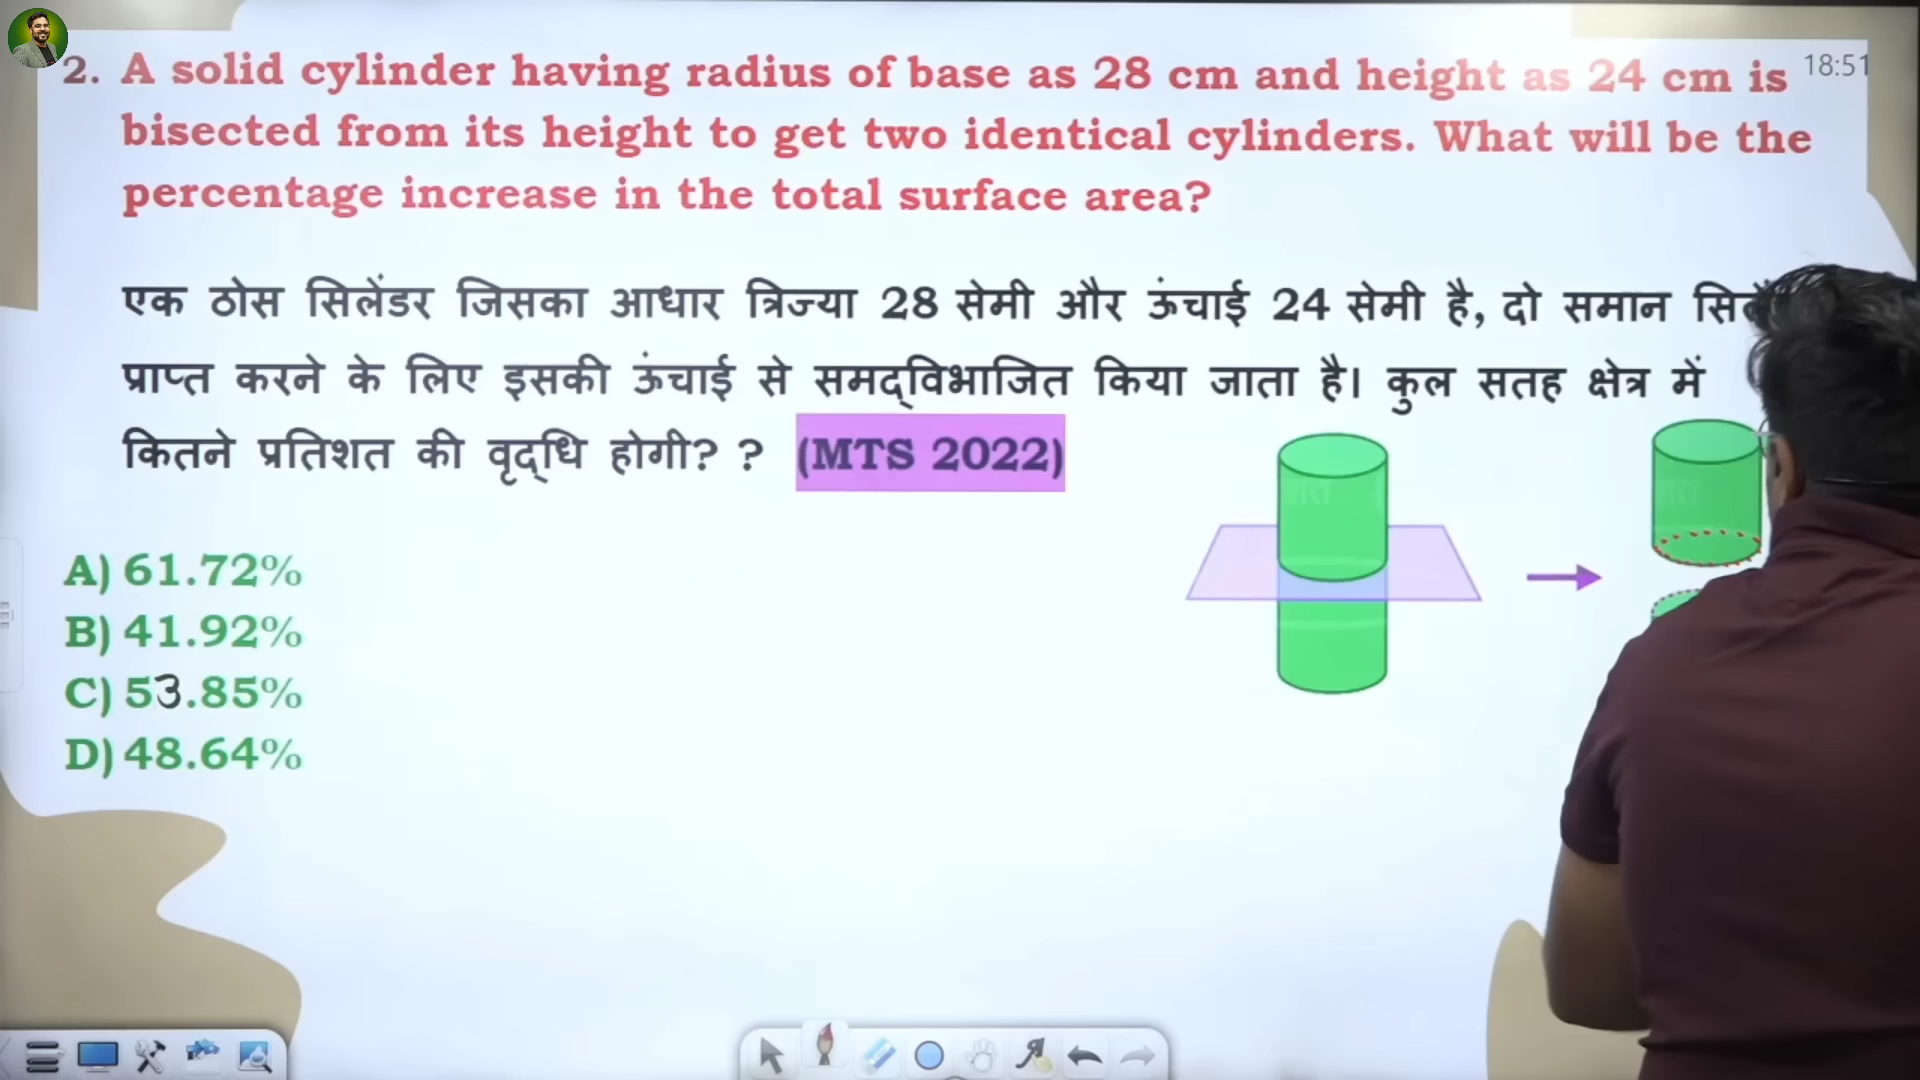 18:51
2. A solid cylinder having radius of base as 28 cm and height as 24 cm is
bisected from its height to get two identical cylinders. What will be the
percentage increase in the total surface area?
एक ठोस सिलेंडर जिसका आधार त्रिज्या 28 सेमी और ऊंचाई 24 सेमी है, दो समान
प्राप्त करने के लिए इसकी ऊंचाई से समद्विभाजित किया जाता है। कुल सतह क्षेत्र में
कितने प्रतिशत की वृद्धि होगी? ? (MTS 2022)
A) 61.72%
B) 41.92%
C) 53.85%
D) 48.64%